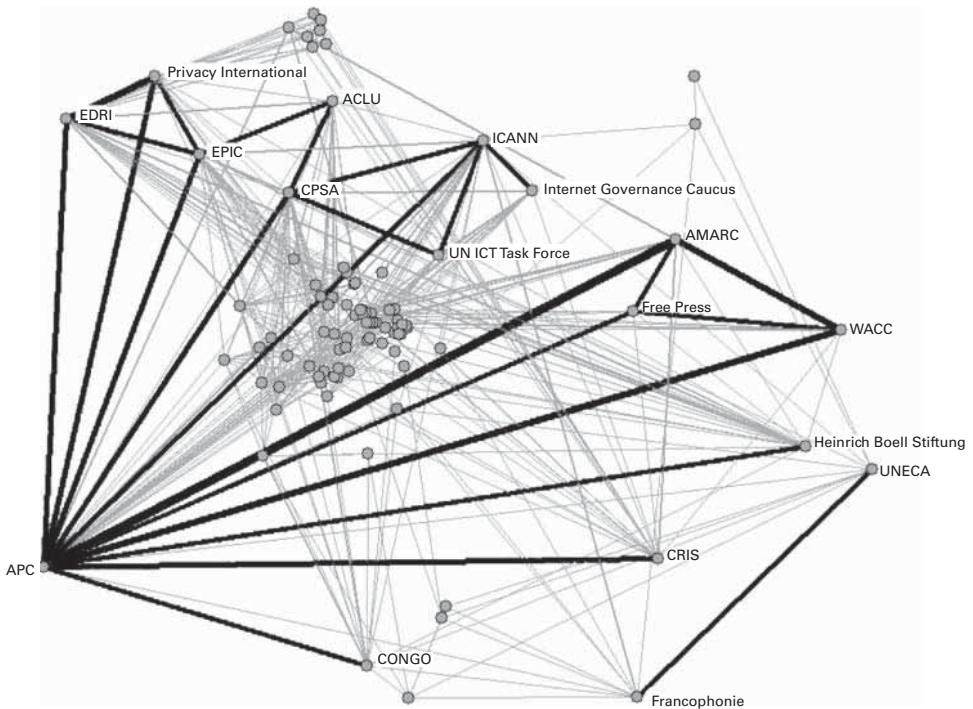 Privacy International
ACLU
EDRI
ICANN
EPIC
CPSA
Internet Governance Caucus
AMARC
UN ICT Task Force
Free Press
WACC
Heinrich Boell Stiftung
UNECA
CRIS
APC
CONGO
Francophonie